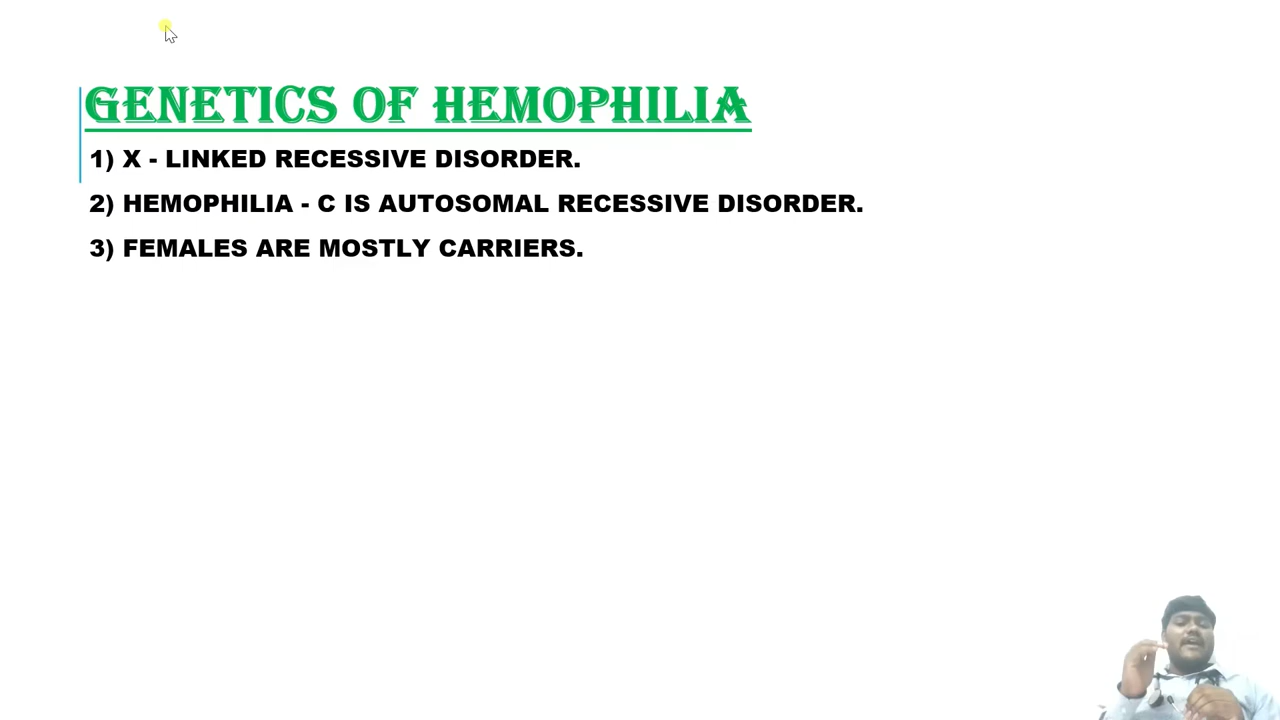 GENETICS OF HEMOPHILIA
1) X - LINKED RECESSIVE DISORDER.
2) HEMOPHILIA - C IS AUTOSOMAL RECESSIVE DISORDER.
3) FEMALES ARE MOSTLY CARRIERS.